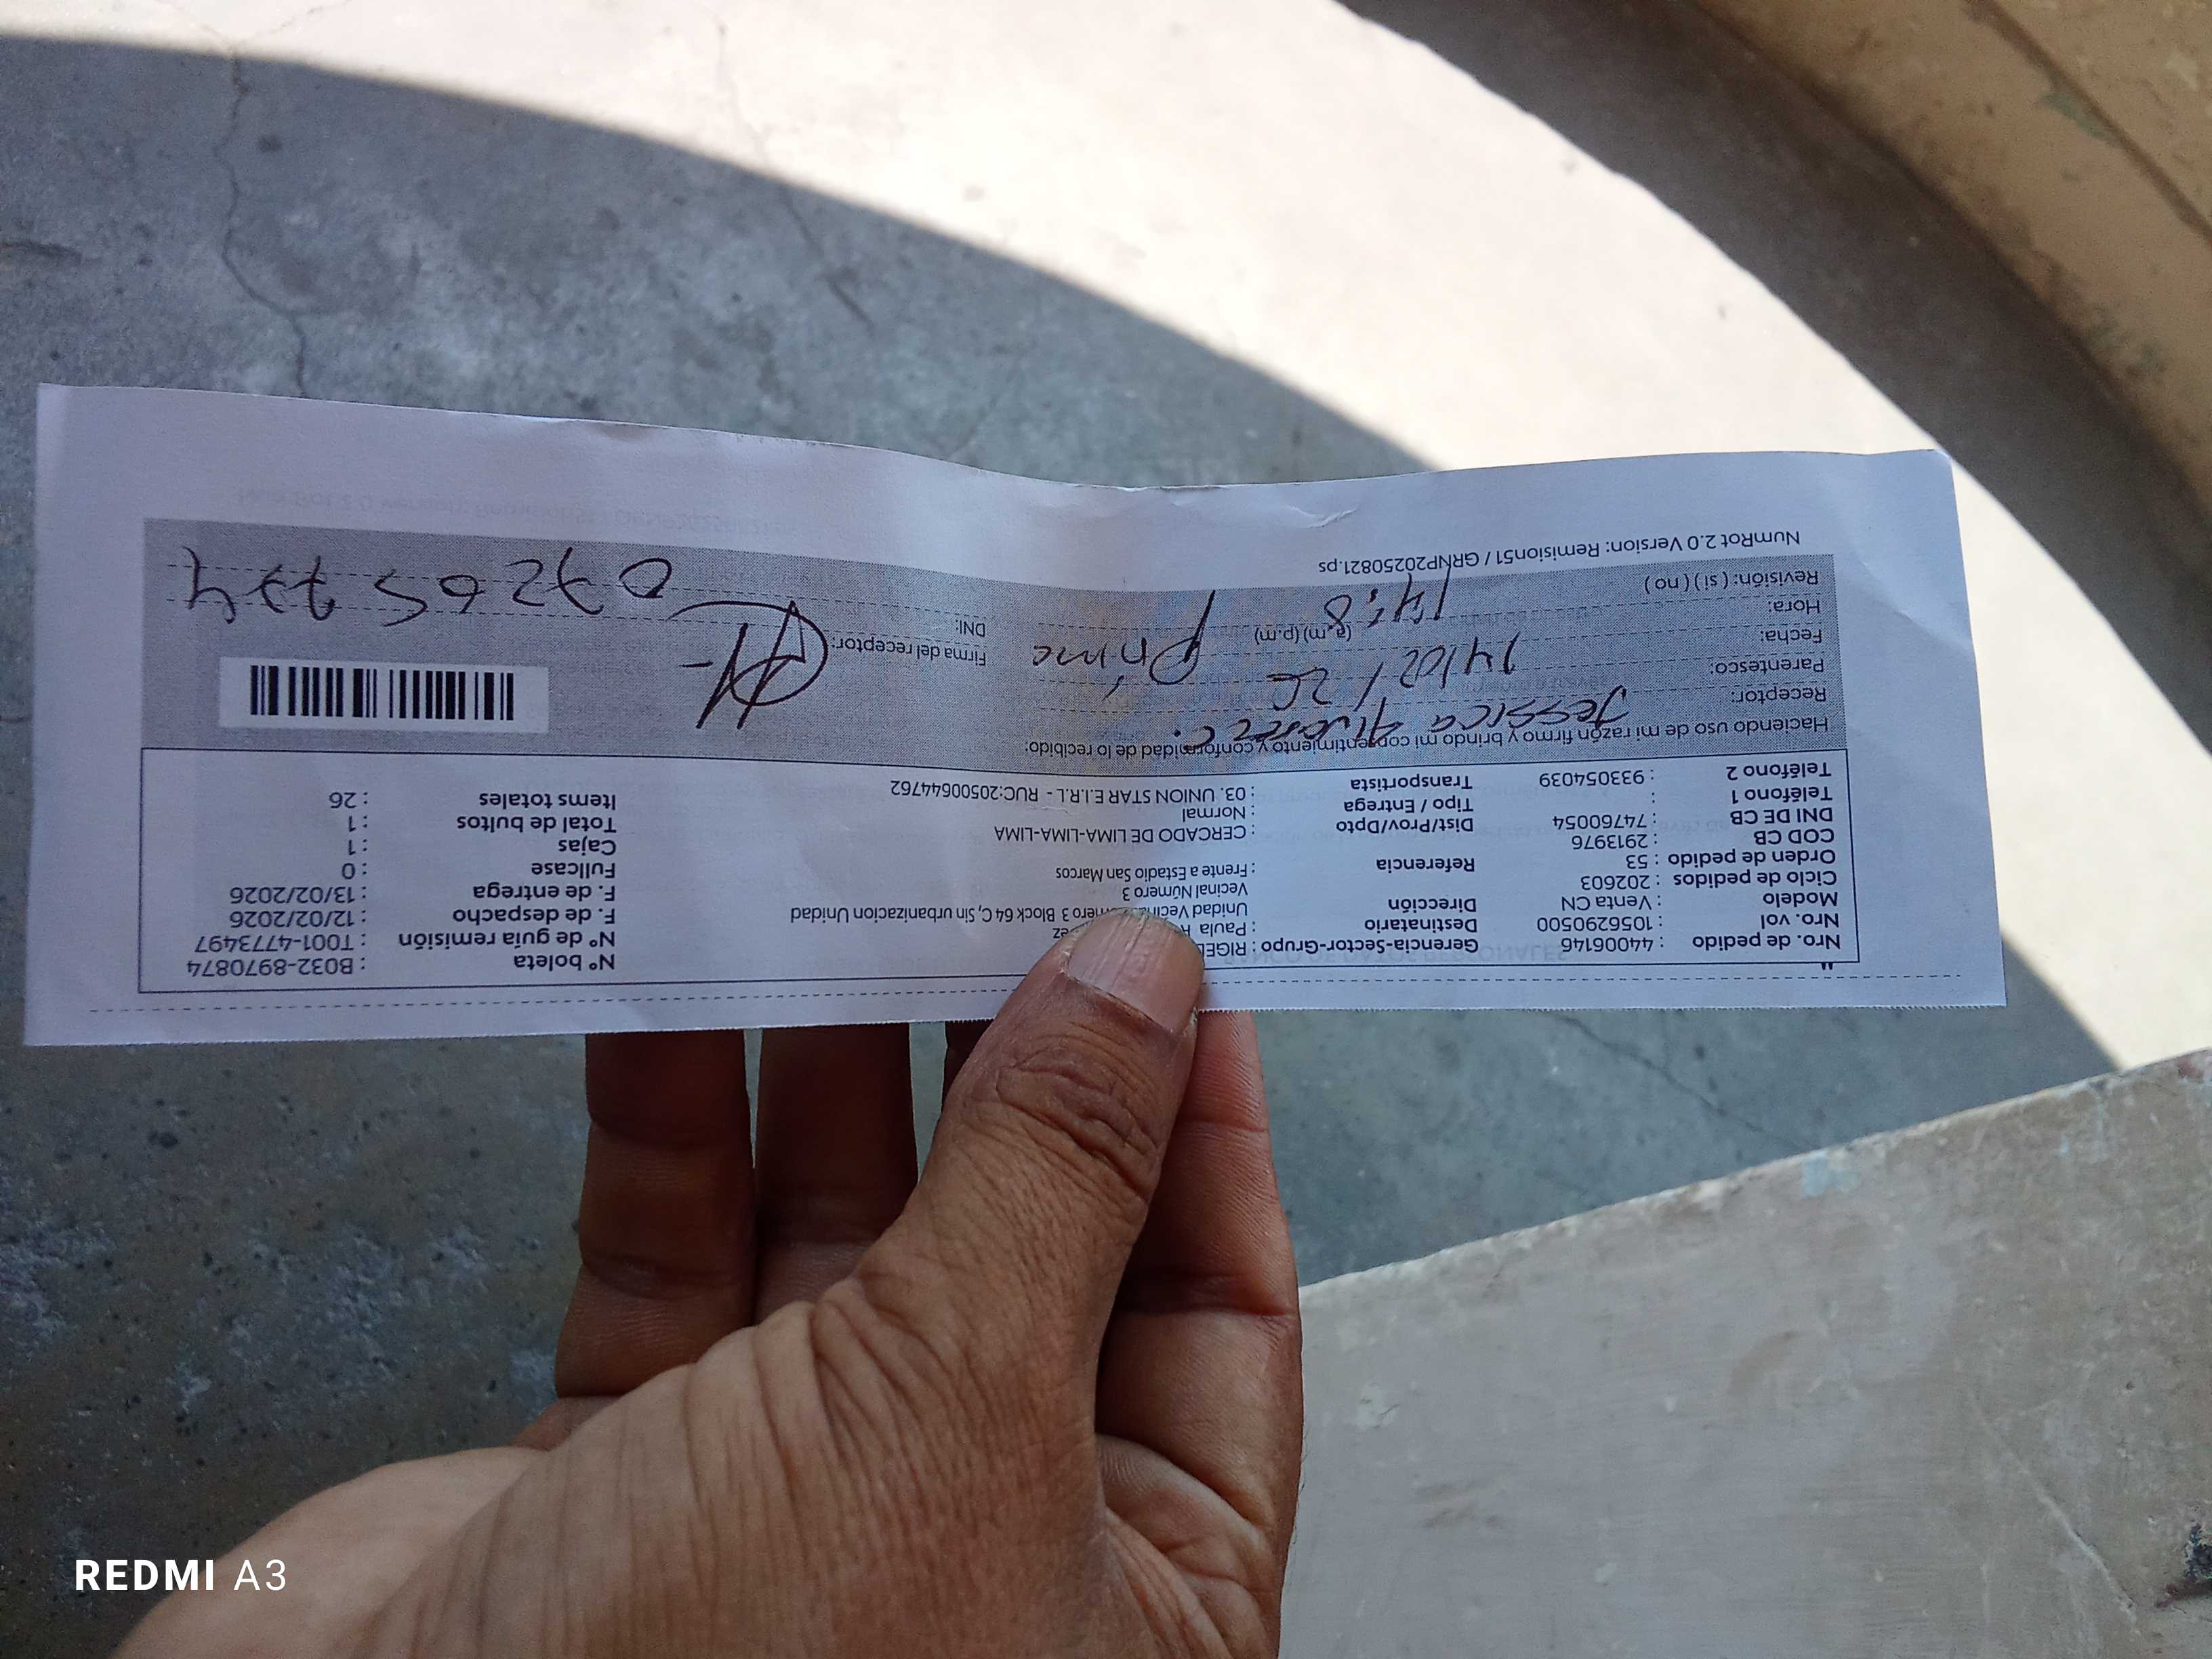 Nro. de pedido : 44006146
Nro. vol : 1056290500
Modelo : Venta CN
Ciclo de pedidos : 202603
Orden de pedido : 53
COD CB : 2913976
DNI DE CB : 74760054
Teléfono 1 :
Teléfono 2 : 933054039
Gerencia-Sector-Grupo : RIGEL
Destinatario : Paula
Dirección : Unidad 3 Block 64, C, Sin urbanizacion Unidad
Vecinal Número 3
Referencia : Frente a Estadio San Marcos
Dist/Prov/Dpto : CERCADO DE LIMA-LIMA-LIMA
Tipo / Entrega : Normal
Transportista : 03. UNION STAR E.I.R.L - RUC:20500644762
Nº boleta : B032-8970874
Nº de guía remisión : T001-4773497
F. de despacho : 12/02/2026
F. de entrega : 13/02/2026
Fullcase : 0
Cajas : 1
Total de bultos : 1
Items totales : 26
Haciendo uso de mi razón firmo y brindo mi consentimiento y conformidad de lo recibido:
Receptor: Jessica C.
Parentesco: Prima
Fecha: 14/02/26
Hora: 14:8 (a.m) (p.m)
Revisión: ( si ) ( no )
Firma del receptor:
DNI: 07265774
NumRot 2.0 Version: Remision51 / GRNP20250821.ps
REDMI A3